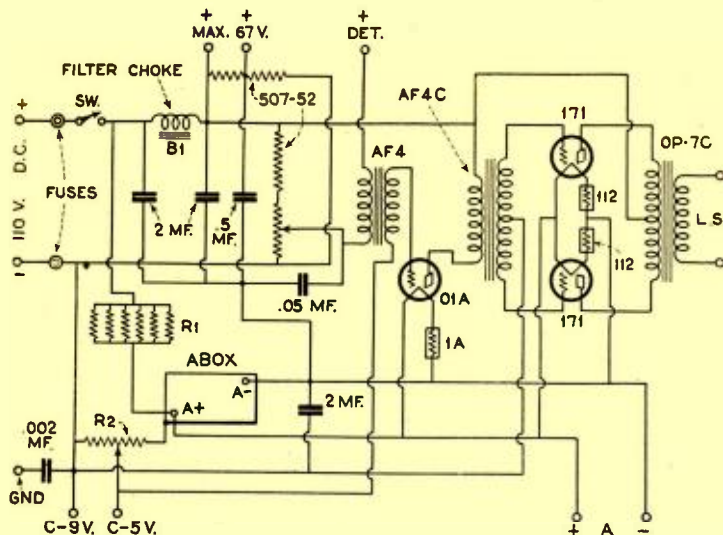 + + +
MAX. 67 V. DET.
FILTER CHOKE
SW.
507-52
AF4C
171
OP-7C
+
D.C.
110 V.
−
B1
AF4
FUSES
2 MF. .5 MF.
112
L.S.
112
.05 MF.
01A
171
R1
1A
ABOX
A-
A+
2 MF.
R2
.002 MF.
GND
C-9V. C-5V.
+ A -